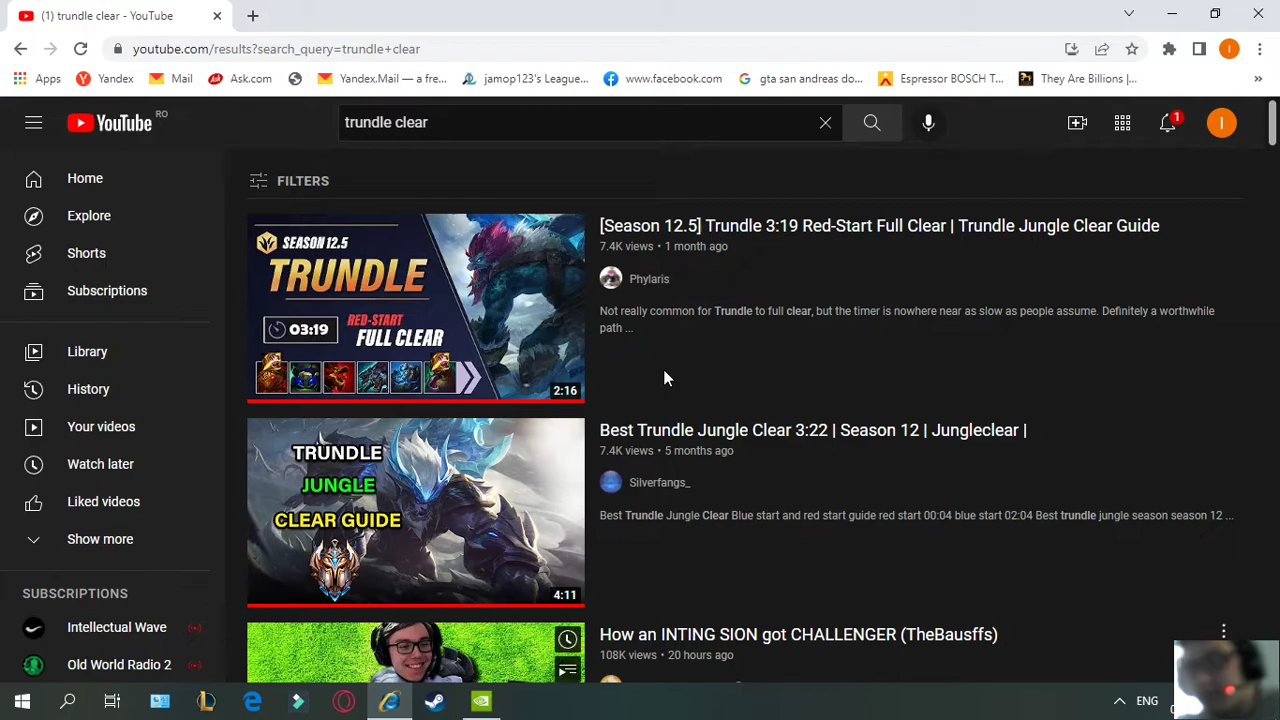 (1) trundle clear - YouTube
youtube.com/results?search_query=trundle+clear
Apps
Yandex
Mail
Ask.com
Yandex.Mail — a fre...
jamop123's League...
www.facebook.com
gta san andreas do...
Espressor BOSCH T...
They Are Billions |...
»
YouTube RO
trundle clear
1
I
Home
Explore
Shorts
Subscriptions
Library
History
Your videos
Watch later
Liked videos
Show more
SUBSCRIPTIONS
Intellectual Wave
Old World Radio 2
FILTERS
SEASON 12.5
TRUNDLE
03:19
RED-START
FULL CLEAR
2:16
[Season 12.5] Trundle 3:19 Red-Start Full Clear | Trundle Jungle Clear Guide
7.4K views • 1 month ago
Phylaris
Not really common for Trundle to full clear, but the timer is nowhere near as slow as people assume. Definitely a worthwhile
path ...
TRUNDLE
JUNGLE
CLEAR GUIDE
4:11
Best Trundle Jungle Clear 3:22 | Season 12 | Jungleclear |
7.4K views • 5 months ago
Silverfangs_
Best Trundle Jungle Clear Blue start and red start guide red start 00:04 blue start 02:04 Best trundle jungle season season 12 ...
How an INTING SION got CHALLENGER (TheBausffs)
108K views • 20 hours ago
ENG